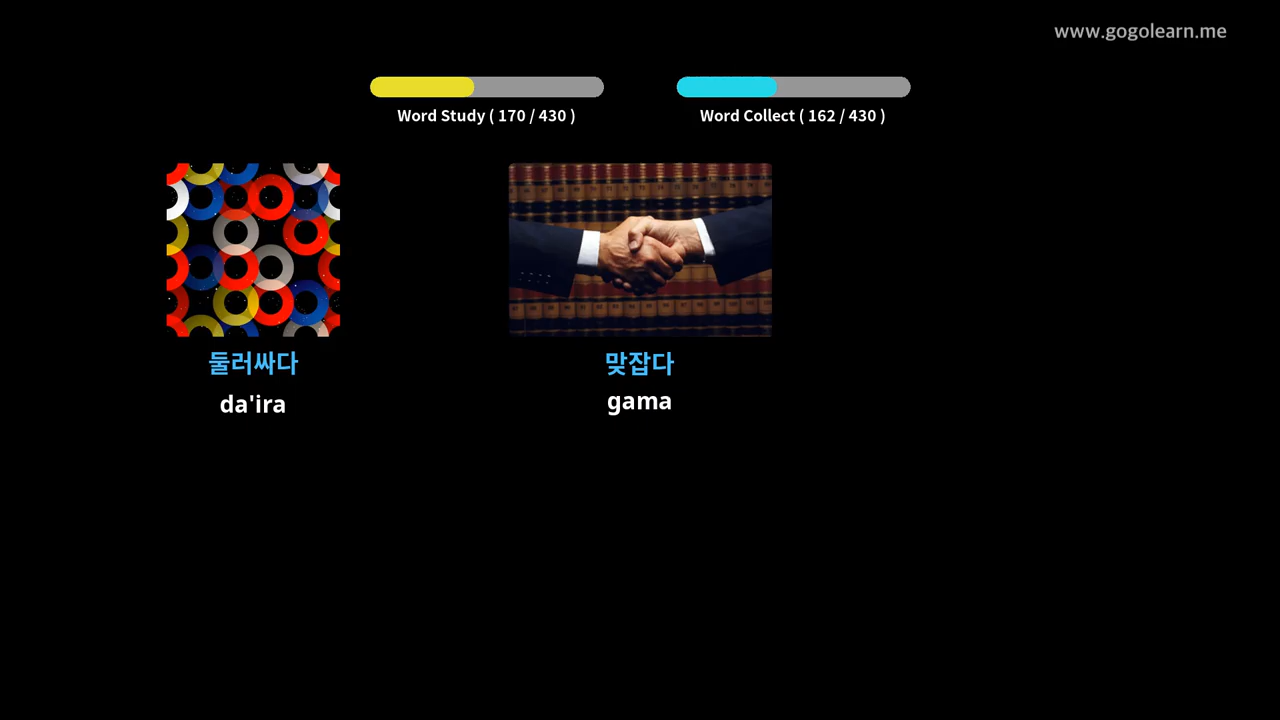 www.gogolearn.me
Word Study ( 170 / 430 )
Word Collect ( 162 / 430 )
둘러싸다
da'ira
맞잡다
gama